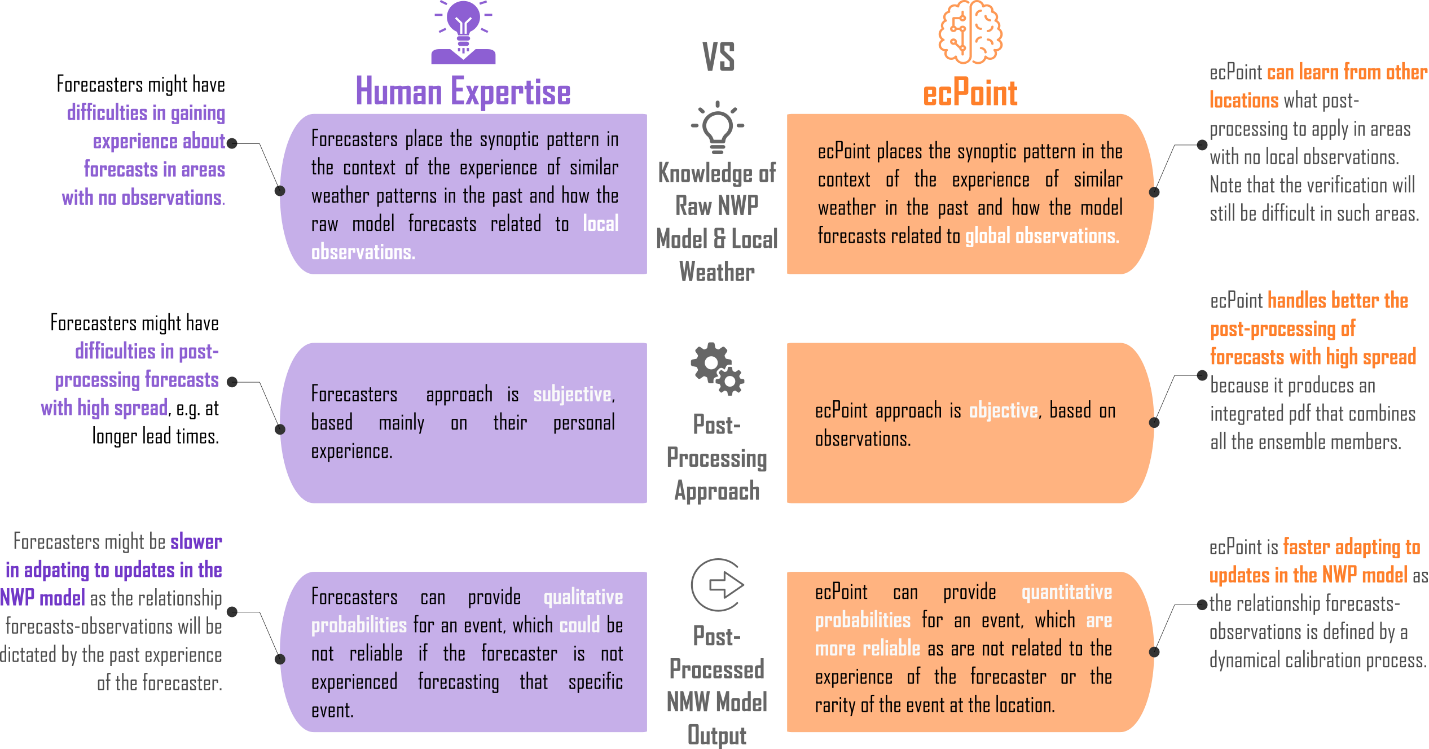 VS
Human Expertise
ecPoint
Forecasters might have
difficulties in gaining
experience about
forecasts in areas
with no observations.
Forecasters place the synoptic pattern in
the context of the experience of similar
weather patterns in the past and how the
raw model forecasts related to local
observations.
Knowledge of
Raw NWP
Model & Local
Weather
ecPoint places the synoptic pattern in the
context of the experience of similar
weather in the past and how the model
forecasts related to global observations.
ecPoint can learn from other
locations what post-
processing to apply in areas
with no local observations.
Note that the verification will
still be difficult in such areas.
Forecasters might have
difficulties in post-
processing forecasts
with high spread, e.g. at
longer lead times.
Forecasters approach is subjective,
based mainly on their personal
experience.
Post-
Processing
Approach
ecPoint approach is objective, based on
observations.
ecPoint handles better the
post-processing of
forecasts with high spread
because it produces an
integrated pdf that combines
all the ensemble members.
Forecasters might be slower
in adpating to updates in the
NWP model as the relationship
forecasts-observations will be
dictated by the past experience
of the forecaster.
Forecasters can provide qualitative
probabilities for an event, which could be
not reliable if the forecaster is not
experienced forecasting that specific
event.
Post-
Processed
NMW Model
Output
ecPoint can provide quantitative
probabilities for an event, which are
more reliable as are not related to the
experience of the forecaster or the
rarity of the event at the location.
ecPoint is faster adapting to
updates in the NWP model as
the relationship forecasts-
observations is defined by a
dynamical calibration process.